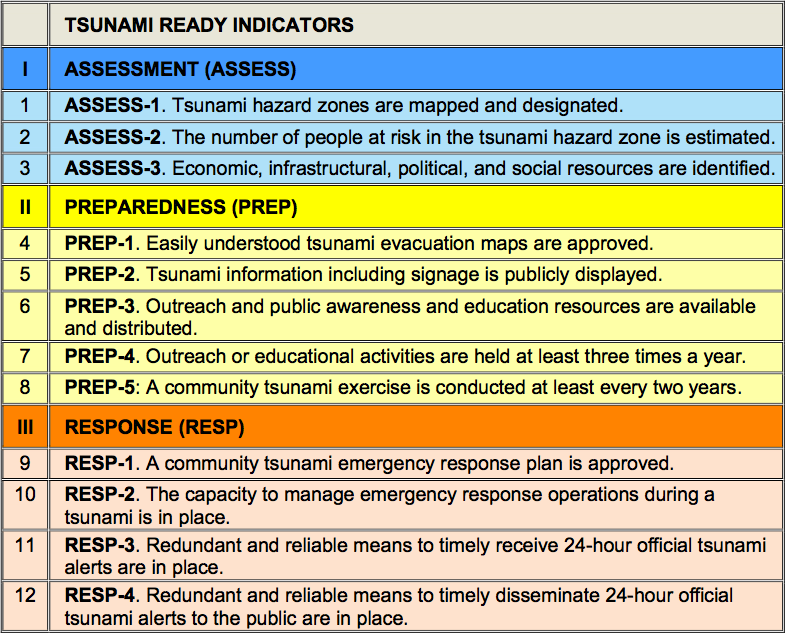 TSUNAMI READY INDICATORS
I ASSESSMENT (ASSESS)
1 ASSESS-1. Tsunami hazard zones are mapped and designated.
2 ASSESS-2. The number of people at risk in the tsunami hazard zone is estimated.
3 ASSESS-3. Economic, infrastructural, political, and social resources are identified.
II PREPAREDNESS (PREP)
4 PREP-1. Easily understood tsunami evacuation maps are approved.
5 PREP-2. Tsunami information including signage is publicly displayed.
6 PREP-3. Outreach and public awareness and education resources are available
and distributed.
7 PREP-4. Outreach or educational activities are held at least three times a year.
8 PREP-5: A community tsunami exercise is conducted at least every two years.
III RESPONSE (RESP)
9 RESP-1. A community tsunami emergency response plan is approved.
10 RESP-2. The capacity to manage emergency response operations during a
tsunami is in place.
11 RESP-3. Redundant and reliable means to timely receive 24-hour official tsunami
alerts are in place.
12 RESP-4. Redundant and reliable means to timely disseminate 24-hour official
tsunami alerts to the public are in place.